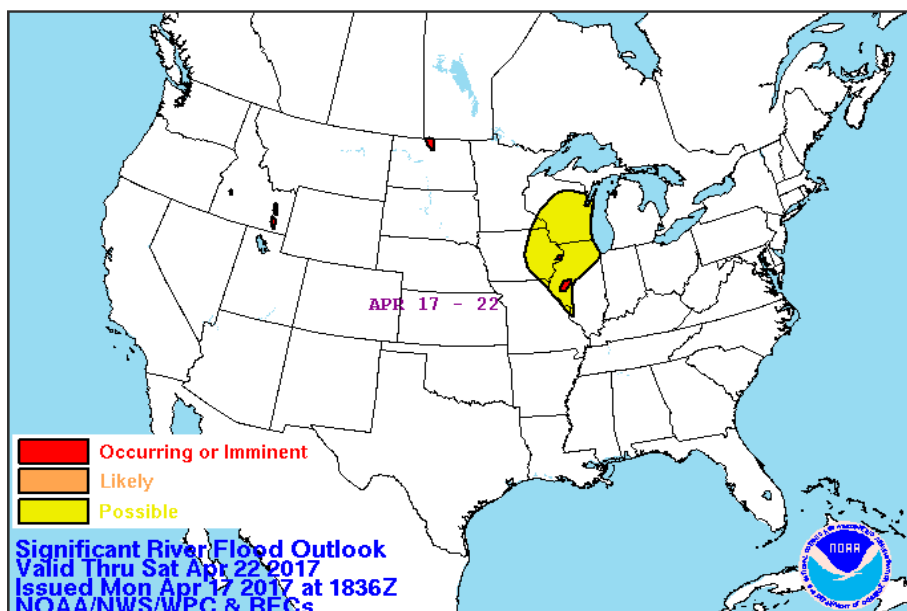 APR 17 - 22
Occurring or Imminent
Likely
Possible
Significant River Flood Outlook
Valid Thru Sat Apr 22 2017
Issued Mon Apr 17 2017 at 1836Z
NOAA/NWS/WPC & RFCs
NOAA